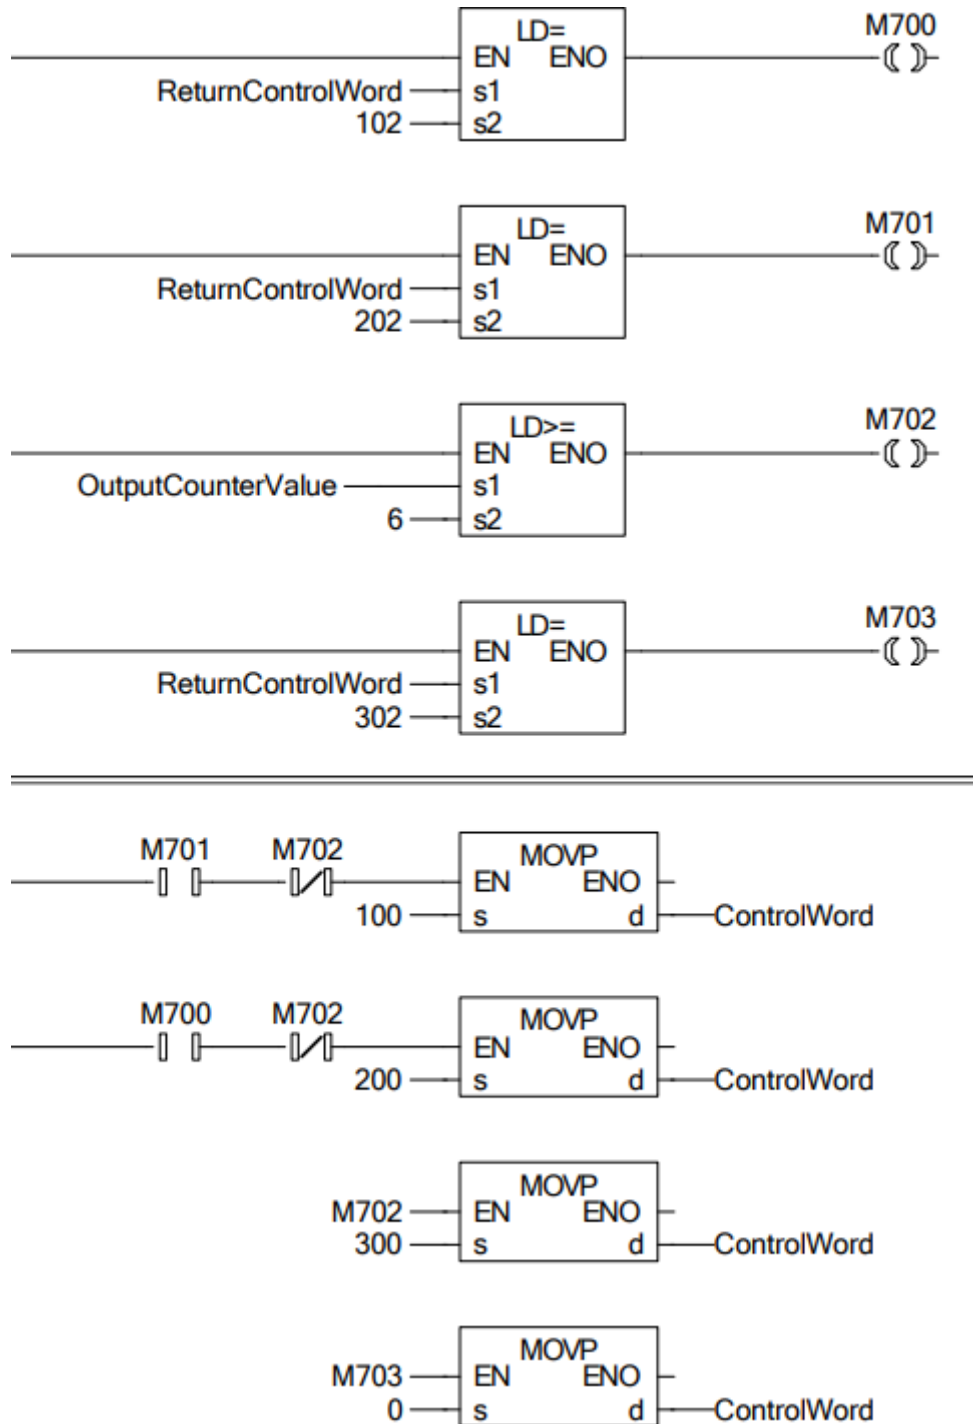 LD= M700
EN ENO
ReturnControlWord s1
102 s2
LD= M701
EN ENO
ReturnControlWord s1
202 s2
LD>= M702
EN ENO
OutputCounterValue s1
6 s2
LD= M703
EN ENO
ReturnControlWord s1
302 s2
M701 M702 MOVP
EN ENO
100 s d ControlWord
M700 M702 MOVP
EN ENO
200 s d ControlWord
MOVP
M702 EN ENO
300 s d ControlWord
MOVP
M703 EN ENO
0 s d ControlWord